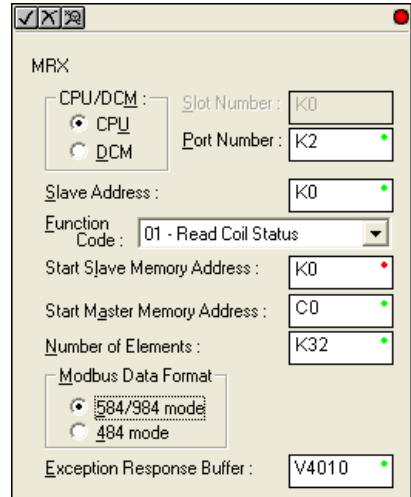 MRX
CPU/DCM :
CPU
DCM
Slot Number : K0
Port Number : K2
Slave Address : K0
Function Code : 01 - Read Coil Status
Start Slave Memory Address : K0
Start Master Memory Address : C0
Number of Elements : K32
Modbus Data Format
584/984 mode
484 mode
Exception Response Buffer : V4010